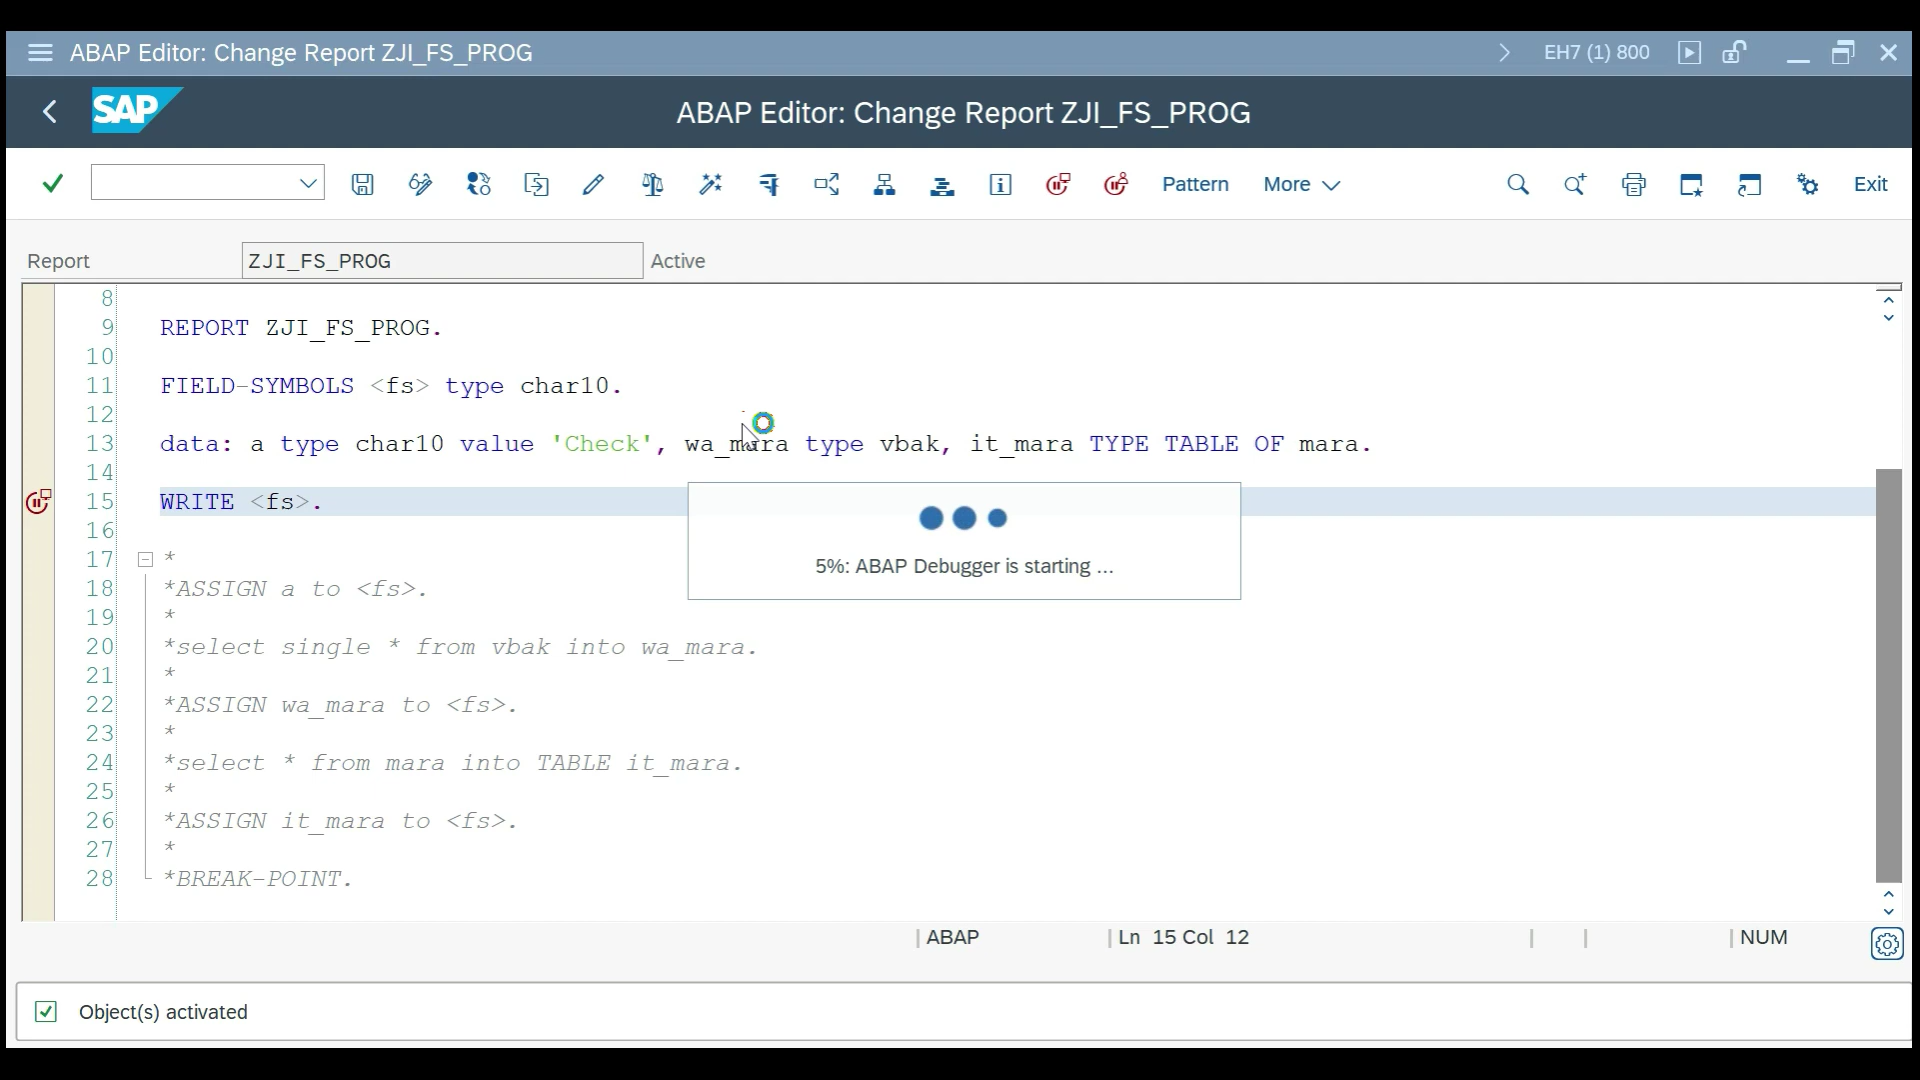 ABAP Editor: Change Report ZJI_FS_PROG
EH7 (1) 800
SAP
ABAP Editor: Change Report ZJI_FS_PROG
Pattern
More
Exit
Report
ZJI_FS_PROG
Active
8
9 REPORT ZJI_FS_PROG.
10
11 FIELD-SYMBOLS <fs> type char10.
12
13 data: a type char10 value 'Check', wa_mara type vbak, it_mara TYPE TABLE OF mara.
14
15 WRITE <fs>.
16
17 *
18 *ASSIGN a to <fs>.
19 *
20 *select single * from vbak into wa_mara.
21 *
22 *ASSIGN wa_mara to <fs>.
23 *
24 *select * from mara into TABLE it_mara.
25 *
26 *ASSIGN it_mara to <fs>.
27 *
28 *BREAK-POINT.
5%: ABAP Debugger is starting ...
ABAP
Ln 15 Col 12
NUM
Object(s) activated